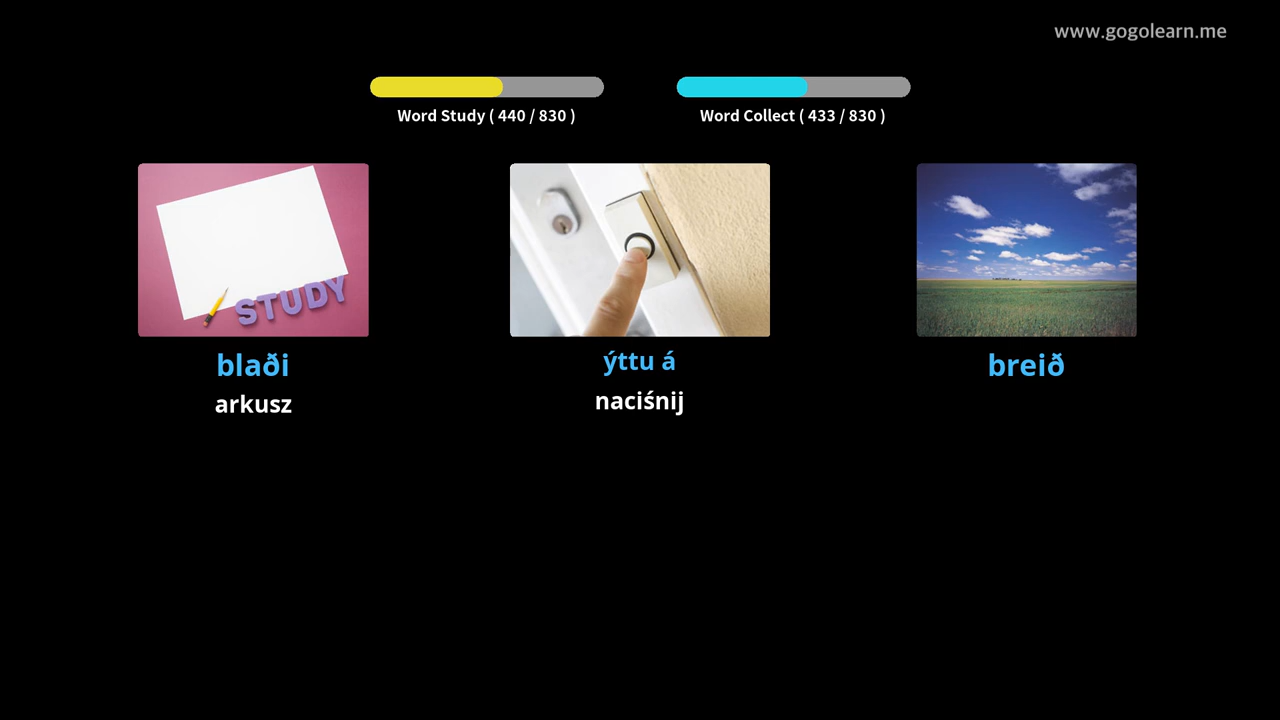 www.gogolearn.me
Word Study ( 440 / 830 )
Word Collect ( 433 / 830 )
STUDY
blaði
arkusz
ýttu á
naciśnij
breið